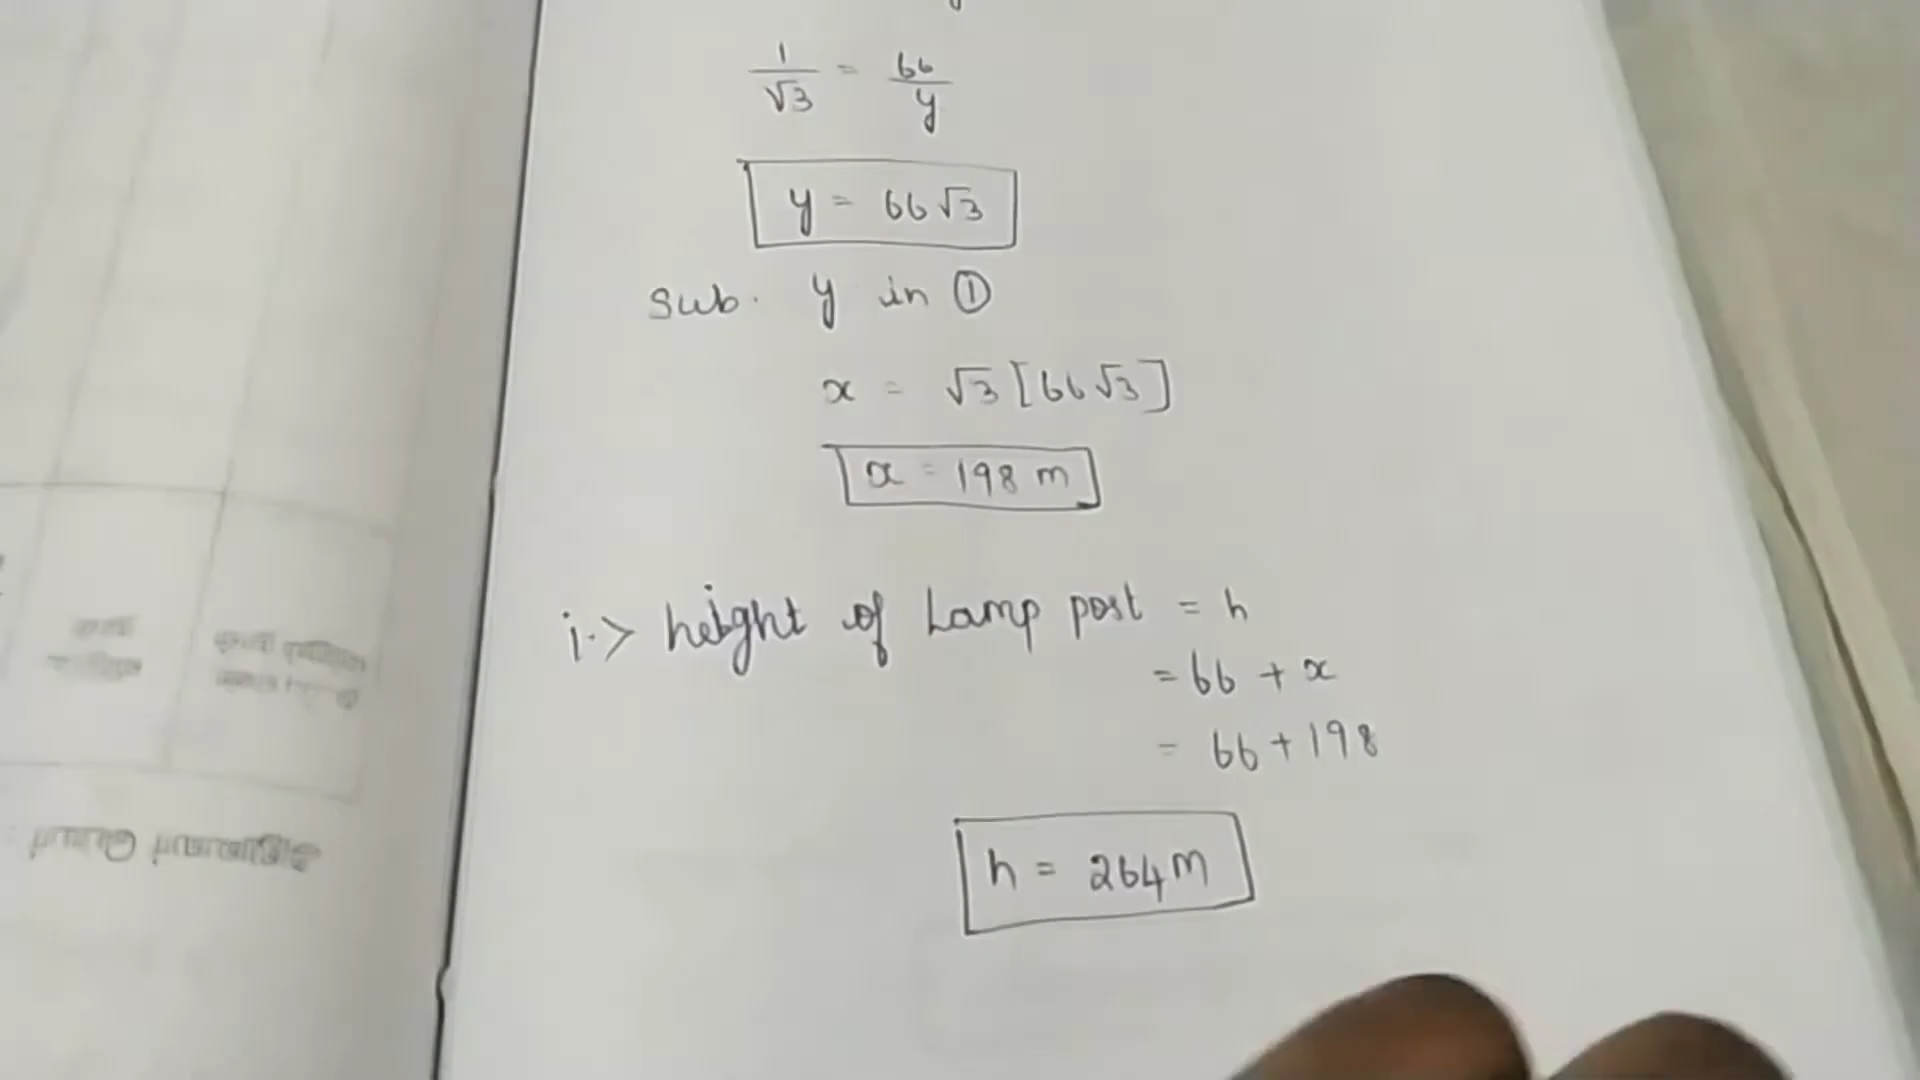 1/√3 = 66/y
y = 66√3
Sub. y in ①
x = √3 [66√3]
x = 198 m
i.> height of Lamp post = h
= 66 + x
= 66 + 198
h = 264 m